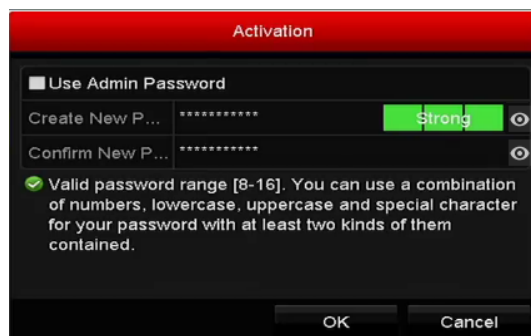 Activation
Use Admin Password
Create New P... *********** Strong
Confirm New P... ***********
Valid password range [8-16]. You can use a combination
of numbers, lowercase, uppercase and special character
for your password with at least two kinds of them
contained.
OK Cancel